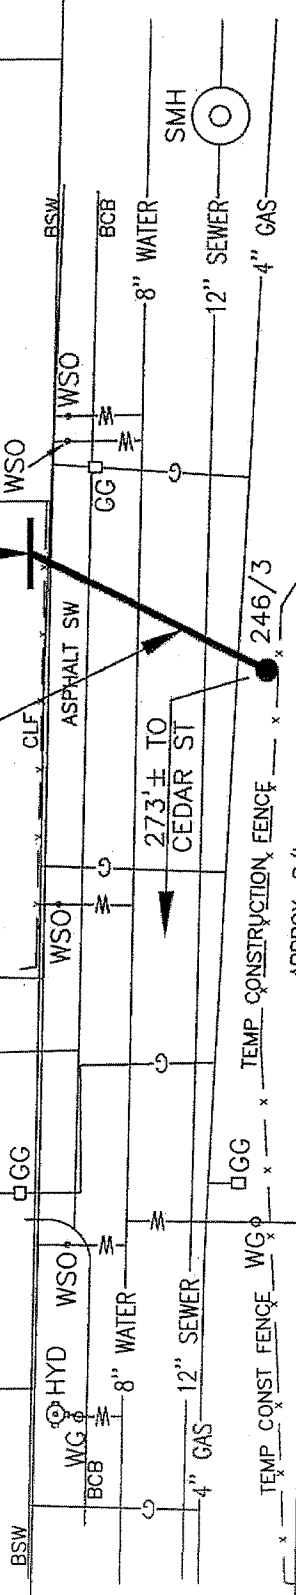 SMH
BSW
BCB
8" WATER
12" SEWER
4" GAS
WSO
WSO
W
W
GG
G
246/3
CLF
ASPHALT SW
273'± TO
CEDAR ST
TEMP CONSTRUCTION FENCE
G
WSO
W
G
GG
GG
WSO
W
W
WG
HYD
WG
W
8" WATER
12" SEWER
4" GAS
TEMP CONST FENCE
BSW
BCB
G